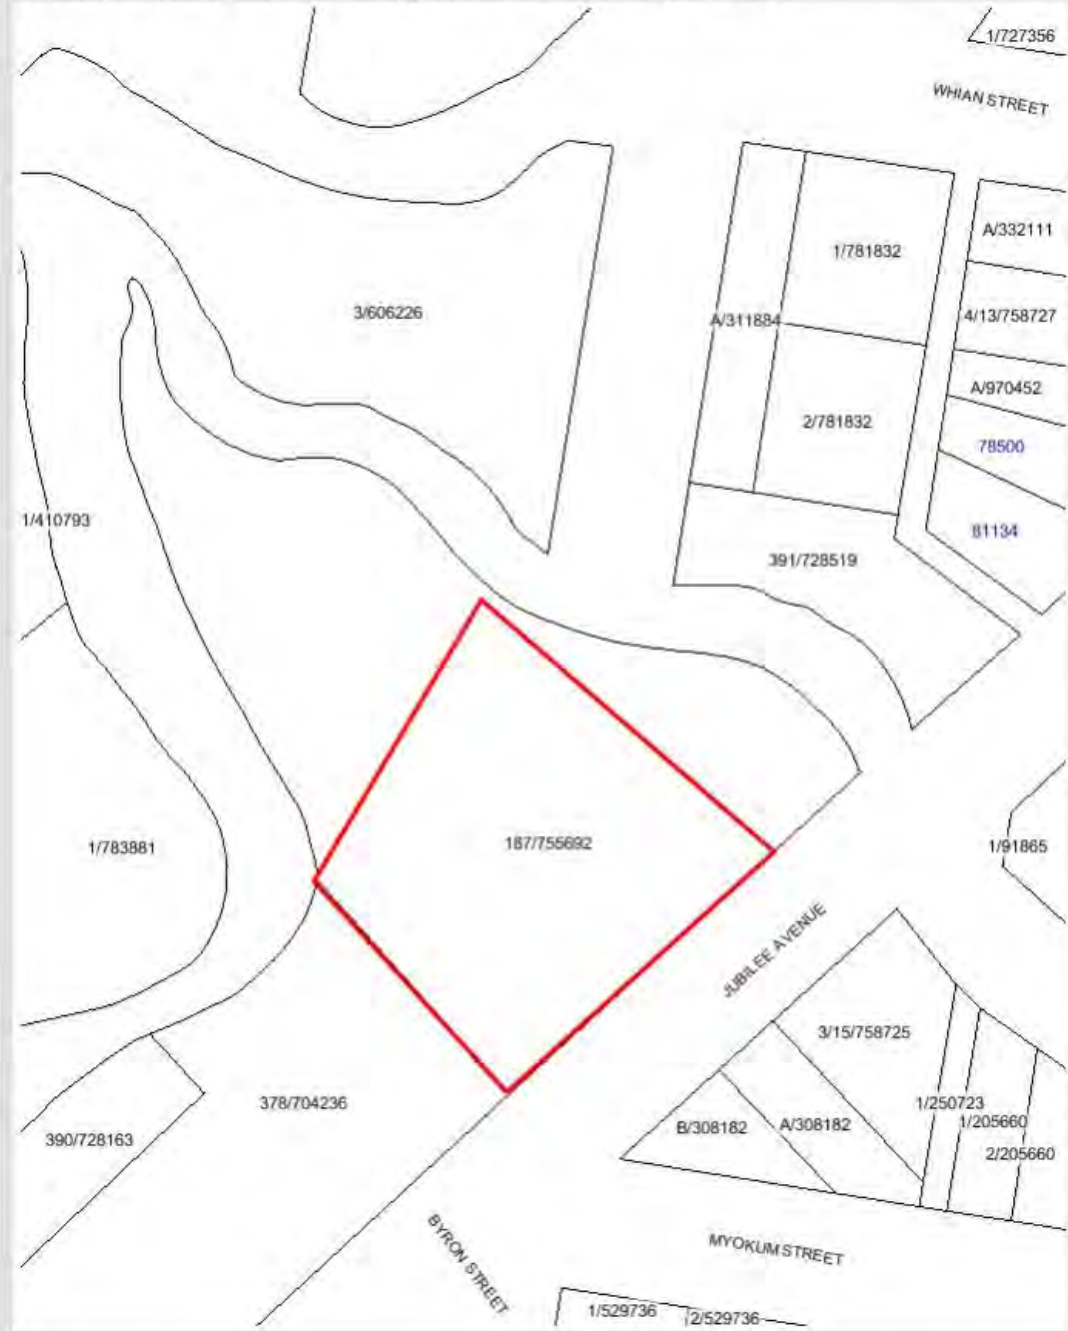 1/727356
WHIAN STREET
A/332111
1/781832
3/606226
A/311884
4/13/758727
A/970452
2/781832
78500
1/410793
81134
391/728519
187/755692
1/783881
1/91865
JUBILEE AVENUE
3/15/758725
378/704236
1/250723
1/205660
B/308182
A/308182
390/728163
2/205660
BYRON STREET
MYOKUM STREET
1/529736
2/529736